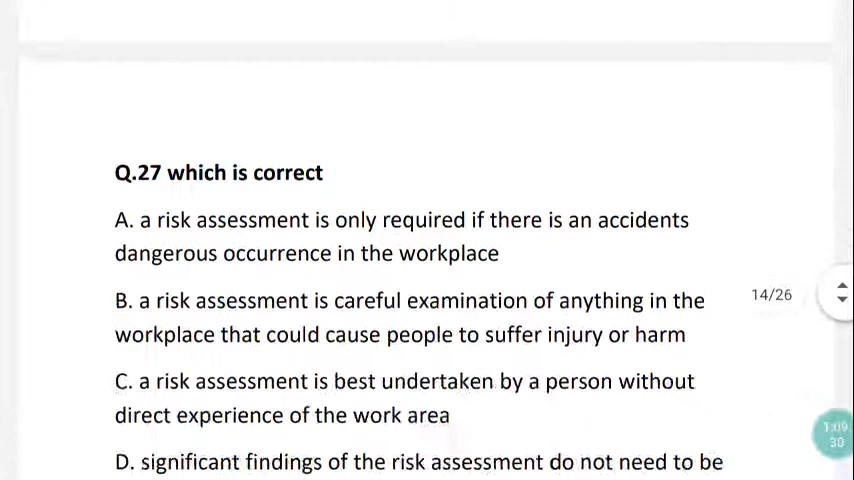 Q.27 which is correct
A. a risk assessment is only required if there is an accidents
dangerous occurrence in the workplace
B. a risk assessment is careful examination of anything in the
workplace that could cause people to suffer injury or harm
14/26
C. a risk assessment is best undertaken by a person without
direct experience of the work area
1:09
30
D. significant findings of the risk assessment do not need to be